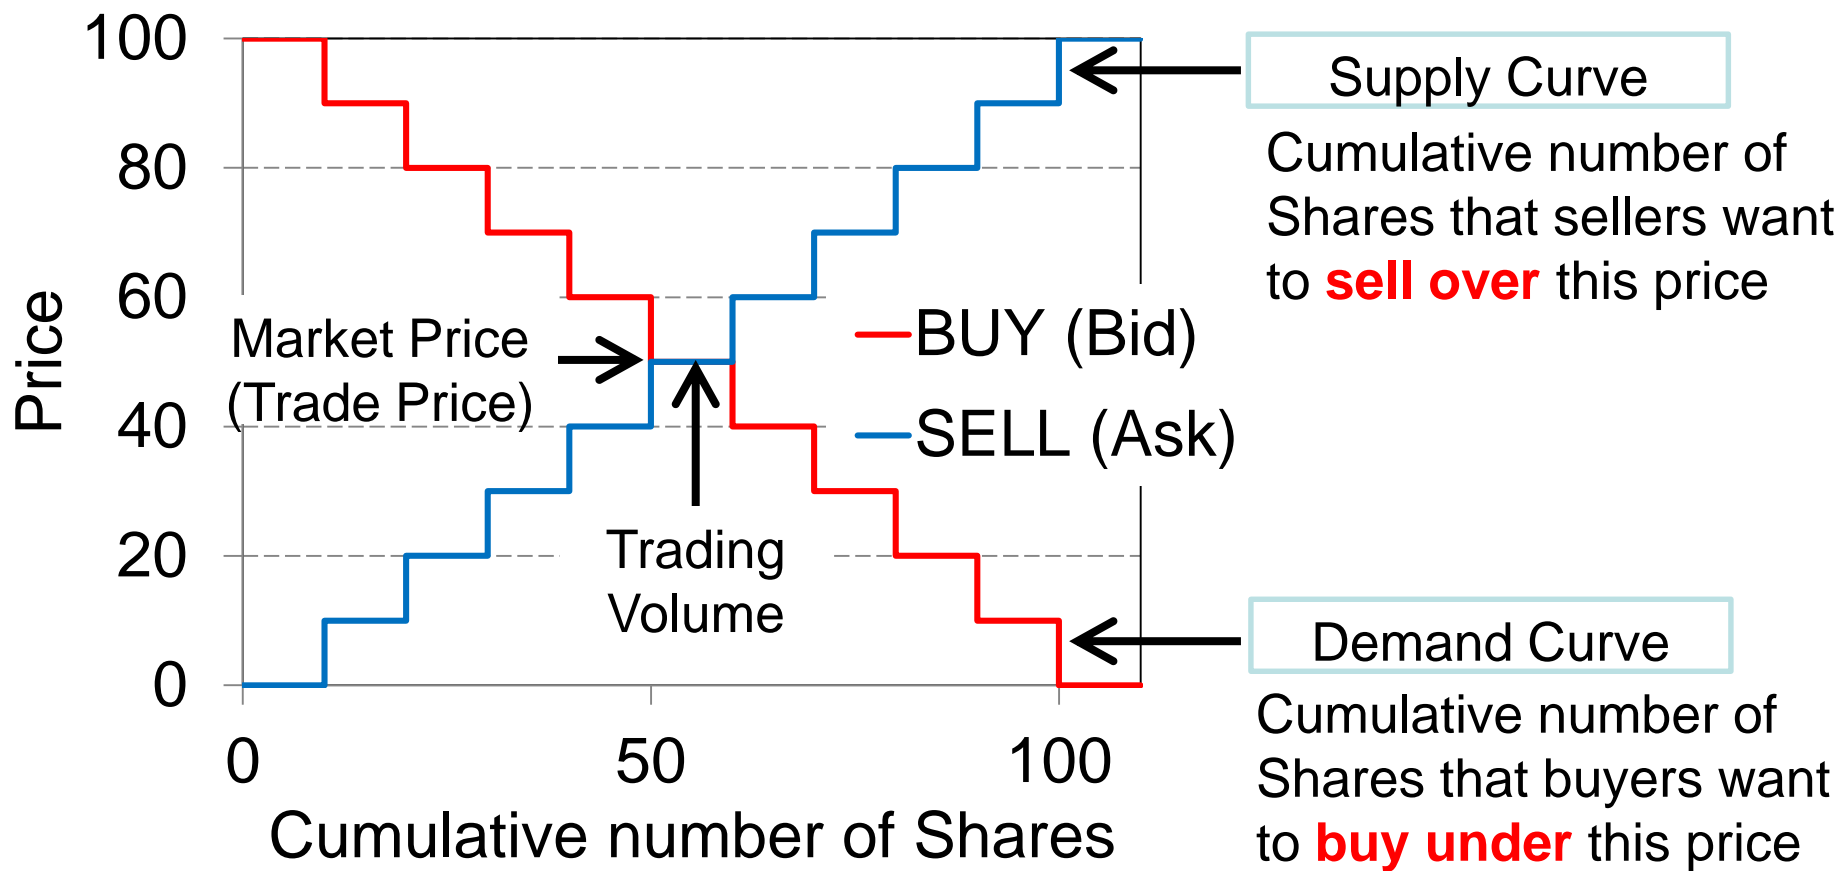 100
80
60
40
20
0
Price
0
50
100
Cumulative number of Shares
Market Price
(Trade Price)
Trading
Volume
BUY (Bid)
SELL (Ask)
Supply Curve
Cumulative number of
Shares that sellers want
to sell over this price
Demand Curve
Cumulative number of
Shares that buyers want
to buy under this price